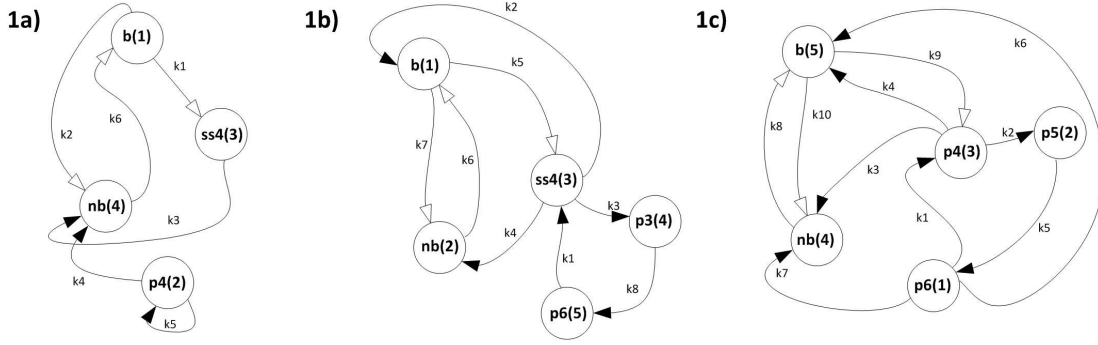 1a)
b(1)
k1
k6
k2
ss4(3)
nb(4)
k3
k4
p4(2)
k5
1b)
k2
b(1)
k5
k7
k6
ss4(3)
k3
p3(4)
nb(2)
k4
k1
k8
p6(5)
1c)
b(5)
k9
k6
k4
k8
k10
k2
p5(2)
p4(3)
k3
k1
nb(4)
k5
k7
p6(1)